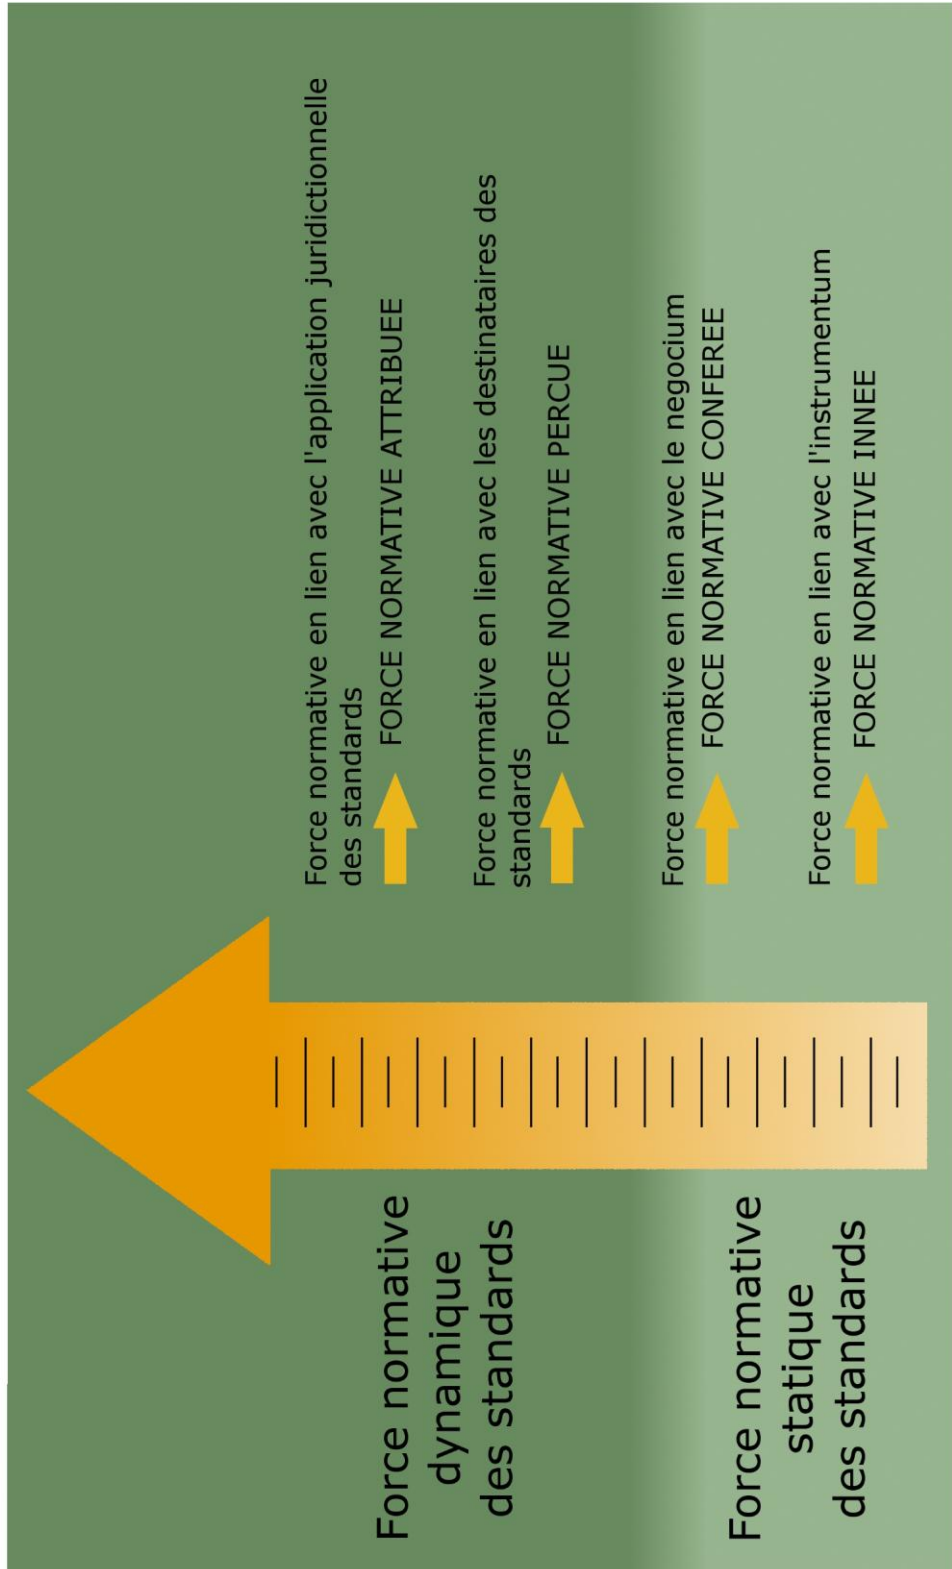 Force normative
dynamique
des standards
Force normative en lien avec l'application juridictionnelle
des standards
FORCE NORMATIVE ATTRIBUEE
Force normative en lien avec les destinataires des
standards
FORCE NORMATIVE PERCUE
Force normative
statique
des standards
Force normative en lien avec le negocium
FORCE NORMATIVE CONFEREE
Force normative en lien avec l'instrumentum
FORCE NORMATIVE INNEE